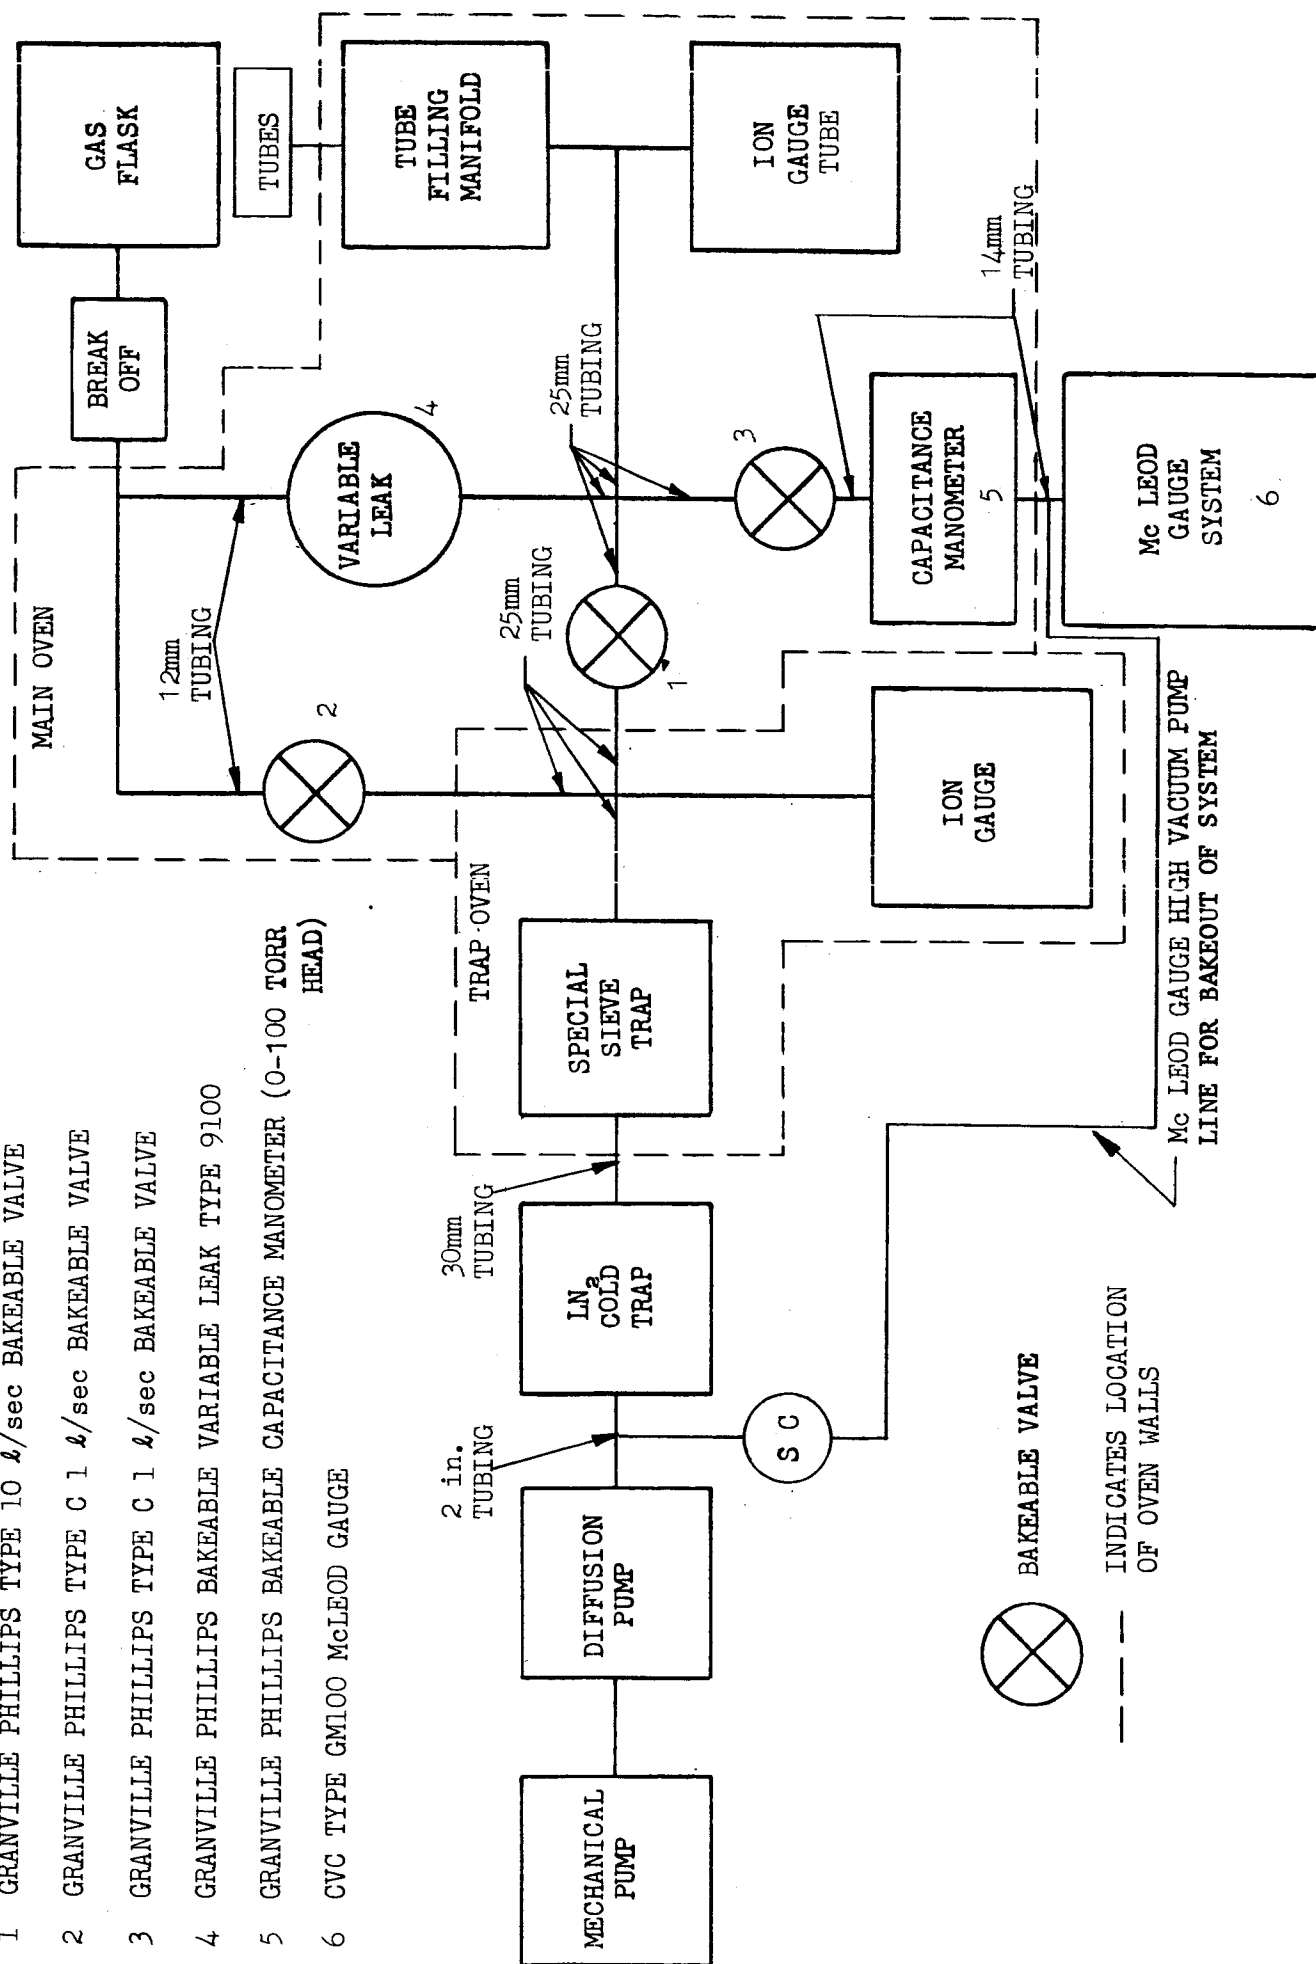 1 GRANVILLE PHILLIPS TYPE 10 ℓ/sec BAKEABLE VALVE
2 GRANVILLE PHILLIPS TYPE C 1 ℓ/sec BAKEABLE VALVE
3 GRANVILLE PHILLIPS TYPE C 1 ℓ/sec BAKEABLE VALVE
4 GRANVILLE PHILLIPS BAKEABLE VARIABLE LEAK TYPE 9100
5 GRANVILLE PHILLIPS BAKEABLE CAPACITANCE MANOMETER (0-100 TORR
HEAD)
6 CVC TYPE GM100 McLEOD GAUGE
MAIN OVEN
BREAK
OFF
GAS
FLASK
TUBES
12mm
TUBING
2
VARIABLE
LEAK
4
TUBE
FILLING
MANIFOLD
TRAP OVEN
25mm
TUBING
25mm
TUBING
30mm
TUBING
2 in.
TUBING
MECHANICAL
PUMP
DIFFUSION
PUMP
LN2
COLD
TRAP
SPECIAL
SIEVE
TRAP
1
3
ION
GAUGE
TUBE
S C
ION
GAUGE
CAPACITANCE
MANOMETER
5
14mm
TUBING
BAKEABLE VALVE
INDICATES LOCATION
OF OVEN WALLS
Mc LEOD GAUGE HIGH VACUUM PUMP
LINE FOR BAKEOUT OF SYSTEM
Mc LEOD
GAUGE
SYSTEM
6